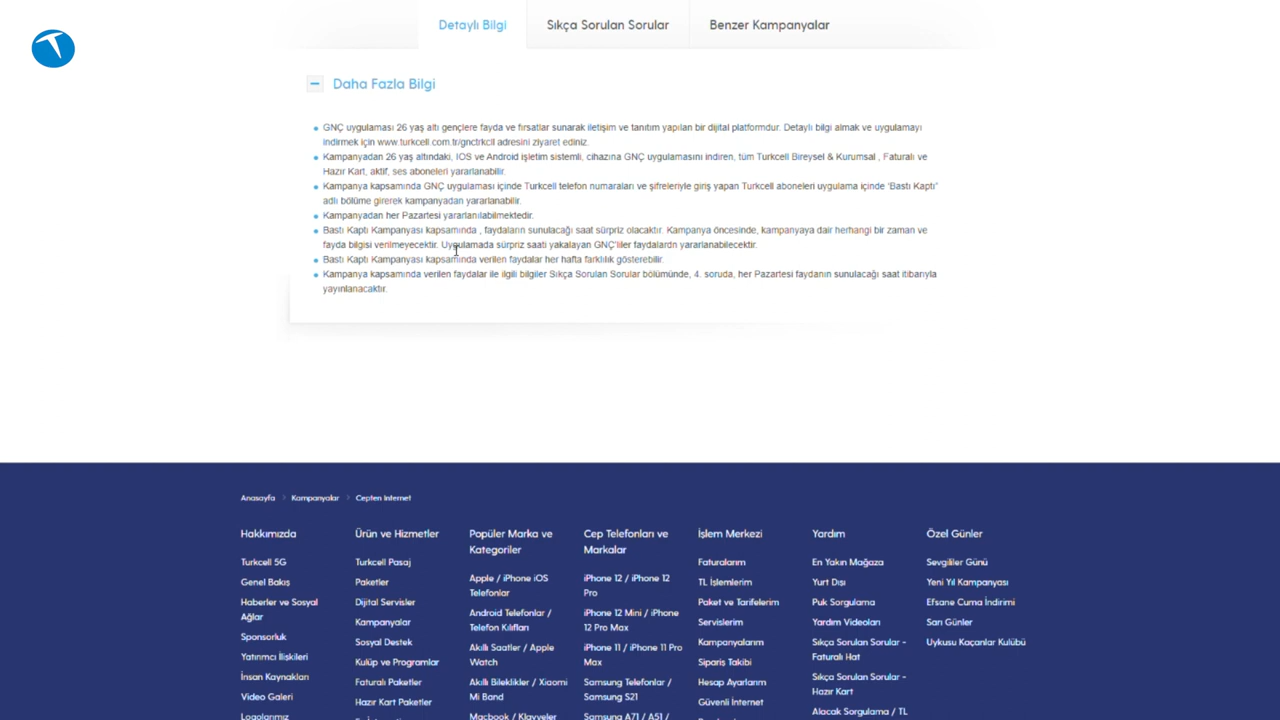 Detaylı Bilgi
Sıkça Sorulan Sorular
Benzer Kampanyalar
Daha Fazla Bilgi
GNÇ uygulaması 26 yaş altı gençlere fayda ve fırsatlar sunarak iletişim ve tanıtım yapılan bir dijital platformdur. Detaylı bilgi almak ve uygulamayı
indirmek için www.turkcell.com.tr/gnctrkcll adresini ziyaret ediniz.
Kampanyadan 26 yaş altındaki, IOS ve Android işletim sistemli, cihazına GNÇ uygulamasını indiren, tüm Turkcell Bireysel & Kurumsal , Faturalı ve
Hazır Kart, aktif, ses aboneleri yararlanabilir.
Kampanya kapsamında GNÇ uygulaması içinde Turkcell telefon numaraları ve şifreleriyle giriş yapan Turkcell aboneleri uygulama içinde ‘Bastı Kaptı”
adlı bölüme girerek kampanyadan yararlanabilir.
Kampanyadan her Pazartesi yararlanılabilmektedir.
Bastı Kaptı Kampanyası kapsamında , faydaların sunulacağı saat sürpriz olacaktır. Kampanya öncesinde, kampanyaya dair herhangi bir zaman ve
fayda bilgisi verilmeyecektir. Uygulamada sürpriz saati yakalayan GNÇ'liler faydalardn yararlanabilecektir.
Bastı Kaptı Kampanyası kapsamında verilen faydalar her hafta farklılık gösterebilir.
Kampanya kapsamında verilen faydalar ile ilgili bilgiler Sıkça Sorulan Sorular bölümünde, 4. soruda, her Pazartesi faydanın sunulacağı saat itibarıyla
yayınlanacaktır.
Anasayfa
Kampanyalar
Cepten Internet
Hakkımızda
Turkcell 5G
Genel Bakış
Haberler ve Sosyal
Ağlar
Sponsorluk
Yatırımcı İlişkileri
İnsan Kaynakları
Video Galeri
Logolarımız
Ürün ve Hizmetler
Turkcell Pasaj
Paketler
Dijital Servisler
Kampanyalar
Sosyal Destek
Kulüp ve Programlar
Faturalı Paketler
Hazır Kart Paketler
Popüler Marka ve
Kategoriler
Apple / iPhone iOS
Telefonlar
Android Telefonlar /
Telefon Kılıfları
Akıllı Saatler / Apple
Watch
Akıllı Bileklikler / Xiaomi
Mi Band
Macbook / Klavyeler
Cep Telefonları ve
Markalar
iPhone 12 / iPhone 12
Pro
iPhone 12 Mini / iPhone
12 Pro Max
iPhone 11 / iPhone 11 Pro
Max
Samsung Telefonlar /
Samsung S21
Samsung A71 / A51 /
İşlem Merkezi
Faturalarım
TL İşlemlerim
Paket ve Tarifelerim
Servislerim
Kampanyalarım
Sipariş Takibi
Hesap Ayarlarım
Güvenli İnternet
Yardım
En Yakın Mağaza
Yurt Dışı
Puk Sorgulama
Yardım Videoları
Sıkça Sorulan Sorular -
Faturalı Hat
Sıkça Sorulan Sorular -
Hazır Kart
Alacak Sorgulama / TL
Özel Günler
Sevgililer Günü
Yeni Yıl Kampanyası
Efsane Cuma İndirimi
Sarı Günler
Uykusu Kaçanlar Kulübü